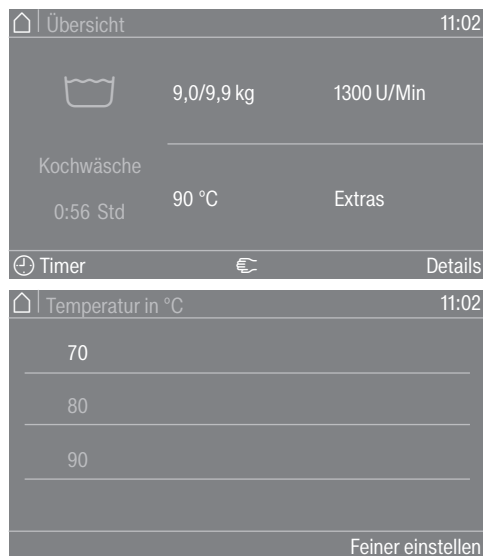 Übersicht 11:02
9,0/9,9 kg 1300 U/Min
Kochwäsche
0:56 Std
90 °C Extras
Timer Details
Temperatur in °C 11:02
70
80
90
Feiner einstellen